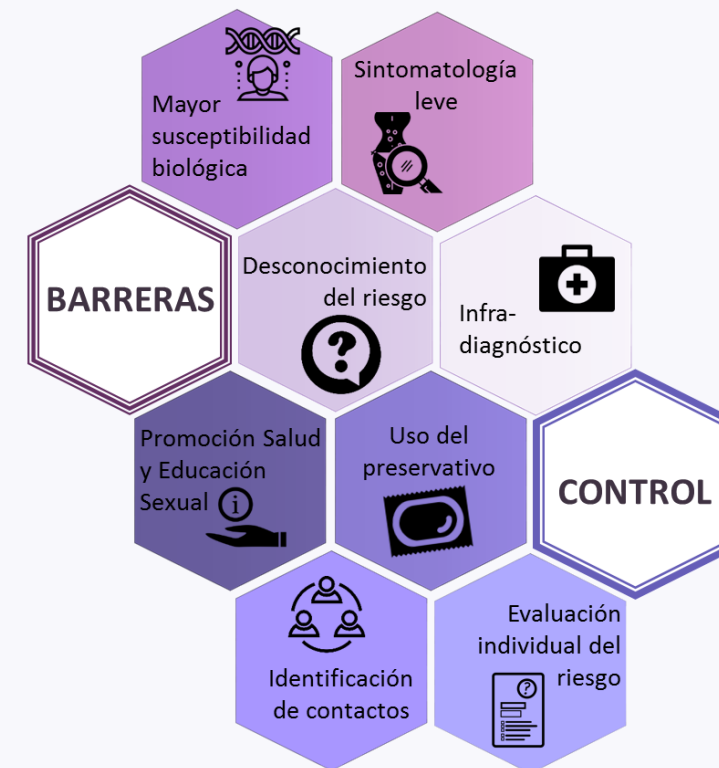 Mayor
susceptibilidad
biológica
Sintomatología
leve
BARRERAS
Desconocimiento
del riesgo
?
Infra-
diagnóstico
Promoción Salud
y Educación
Sexual
i
Uso del
preservativo
CONTROL
Identificación
de contactos
Evaluación
individual del
riesgo
?